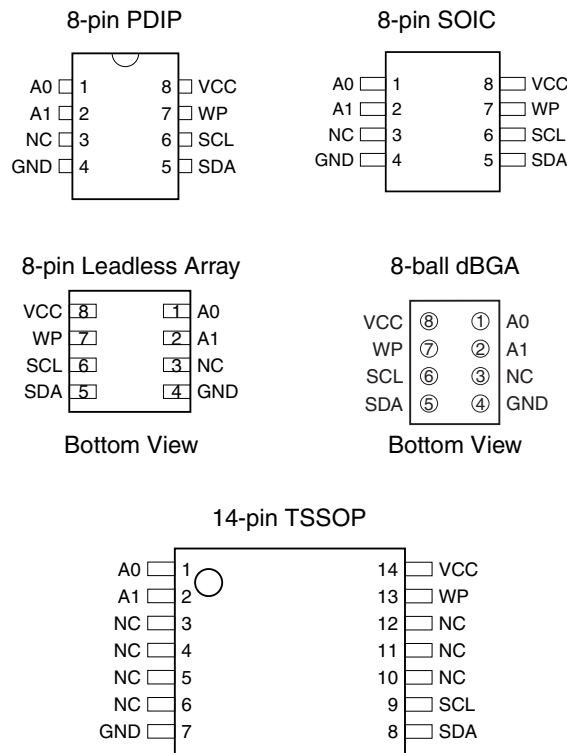 8-pin PDIP
A0 1 8 VCC
A1 2 7 WP
NC 3 6 SCL
GND 4 5 SDA
8-pin SOIC
A0 1 8 VCC
A1 2 7 WP
NC 3 6 SCL
GND 4 5 SDA
8-pin Leadless Array
VCC 8 1 A0
WP 7 2 A1
SCL 6 3 NC
SDA 5 4 GND
Bottom View
8-ball dBGA
VCC 8 1 A0
WP 7 2 A1
SCL 6 3 NC
SDA 5 4 GND
Bottom View
14-pin TSSOP
A0 1 14 VCC
A1 2 13 WP
NC 3 12 NC
NC 4 11 NC
NC 5 10 NC
NC 6 9 SCL
GND 7 8 SDA